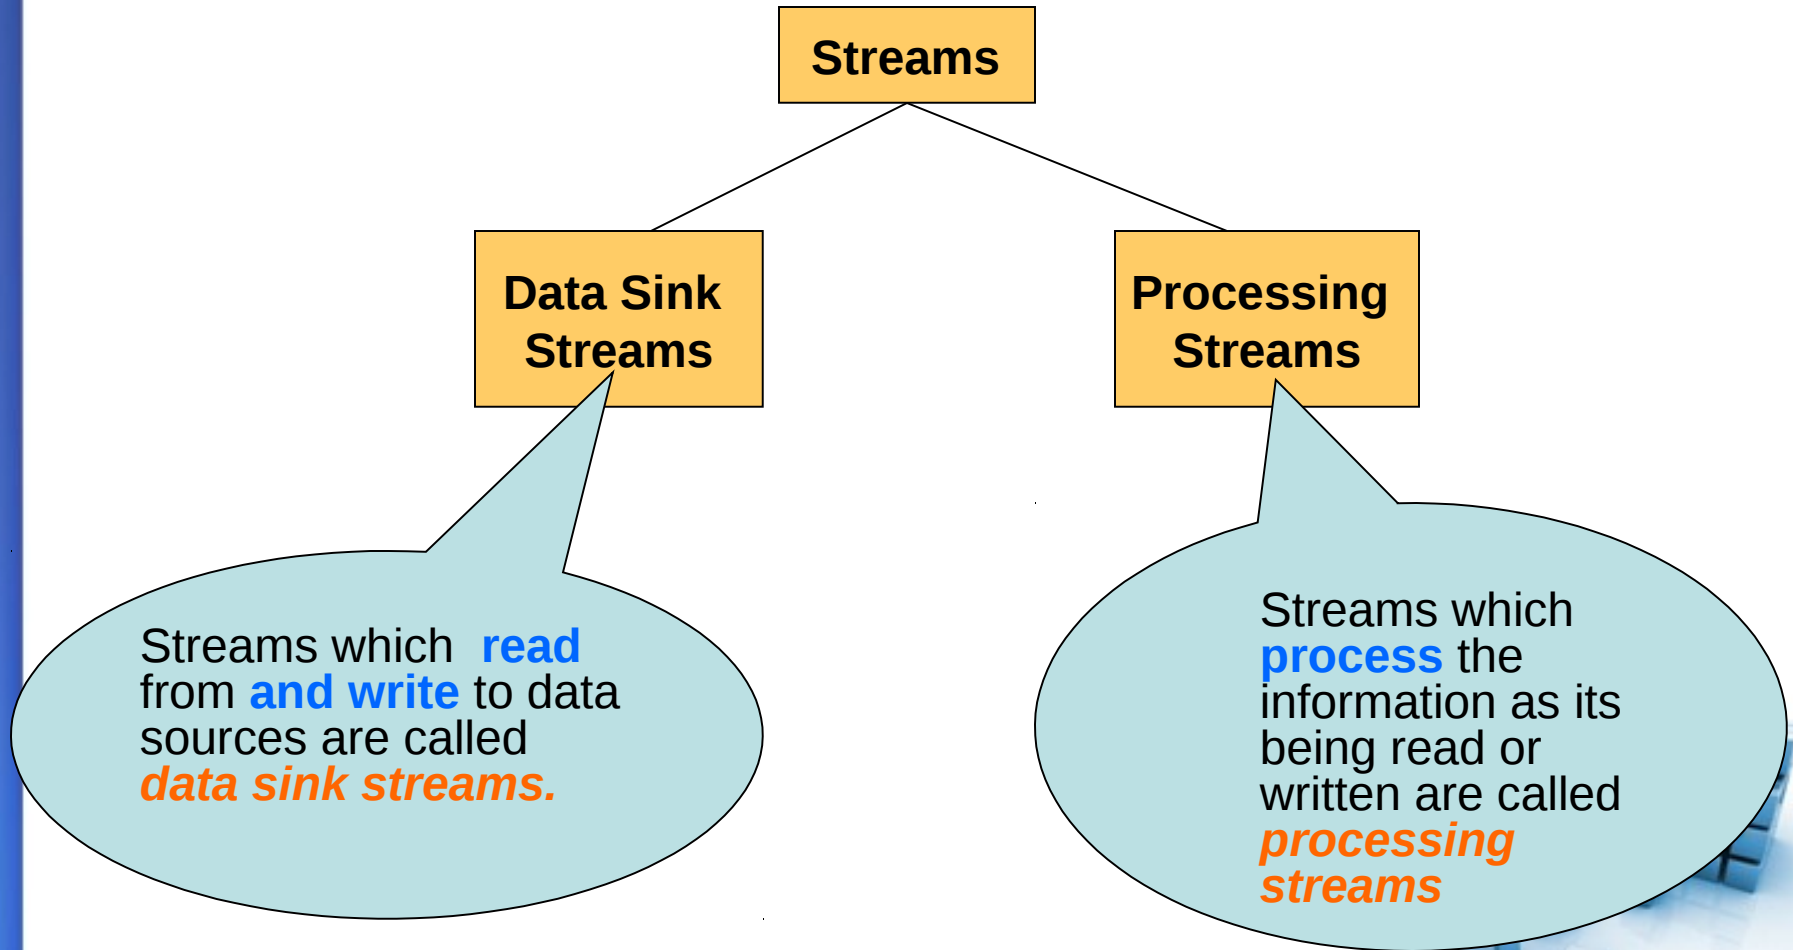 Streams
Data Sink
Streams
Processing
Streams
Streams which read
from and write to data
sources are called
data sink streams.
Streams which
process the
information as its
being read or
written are called
processing
streams